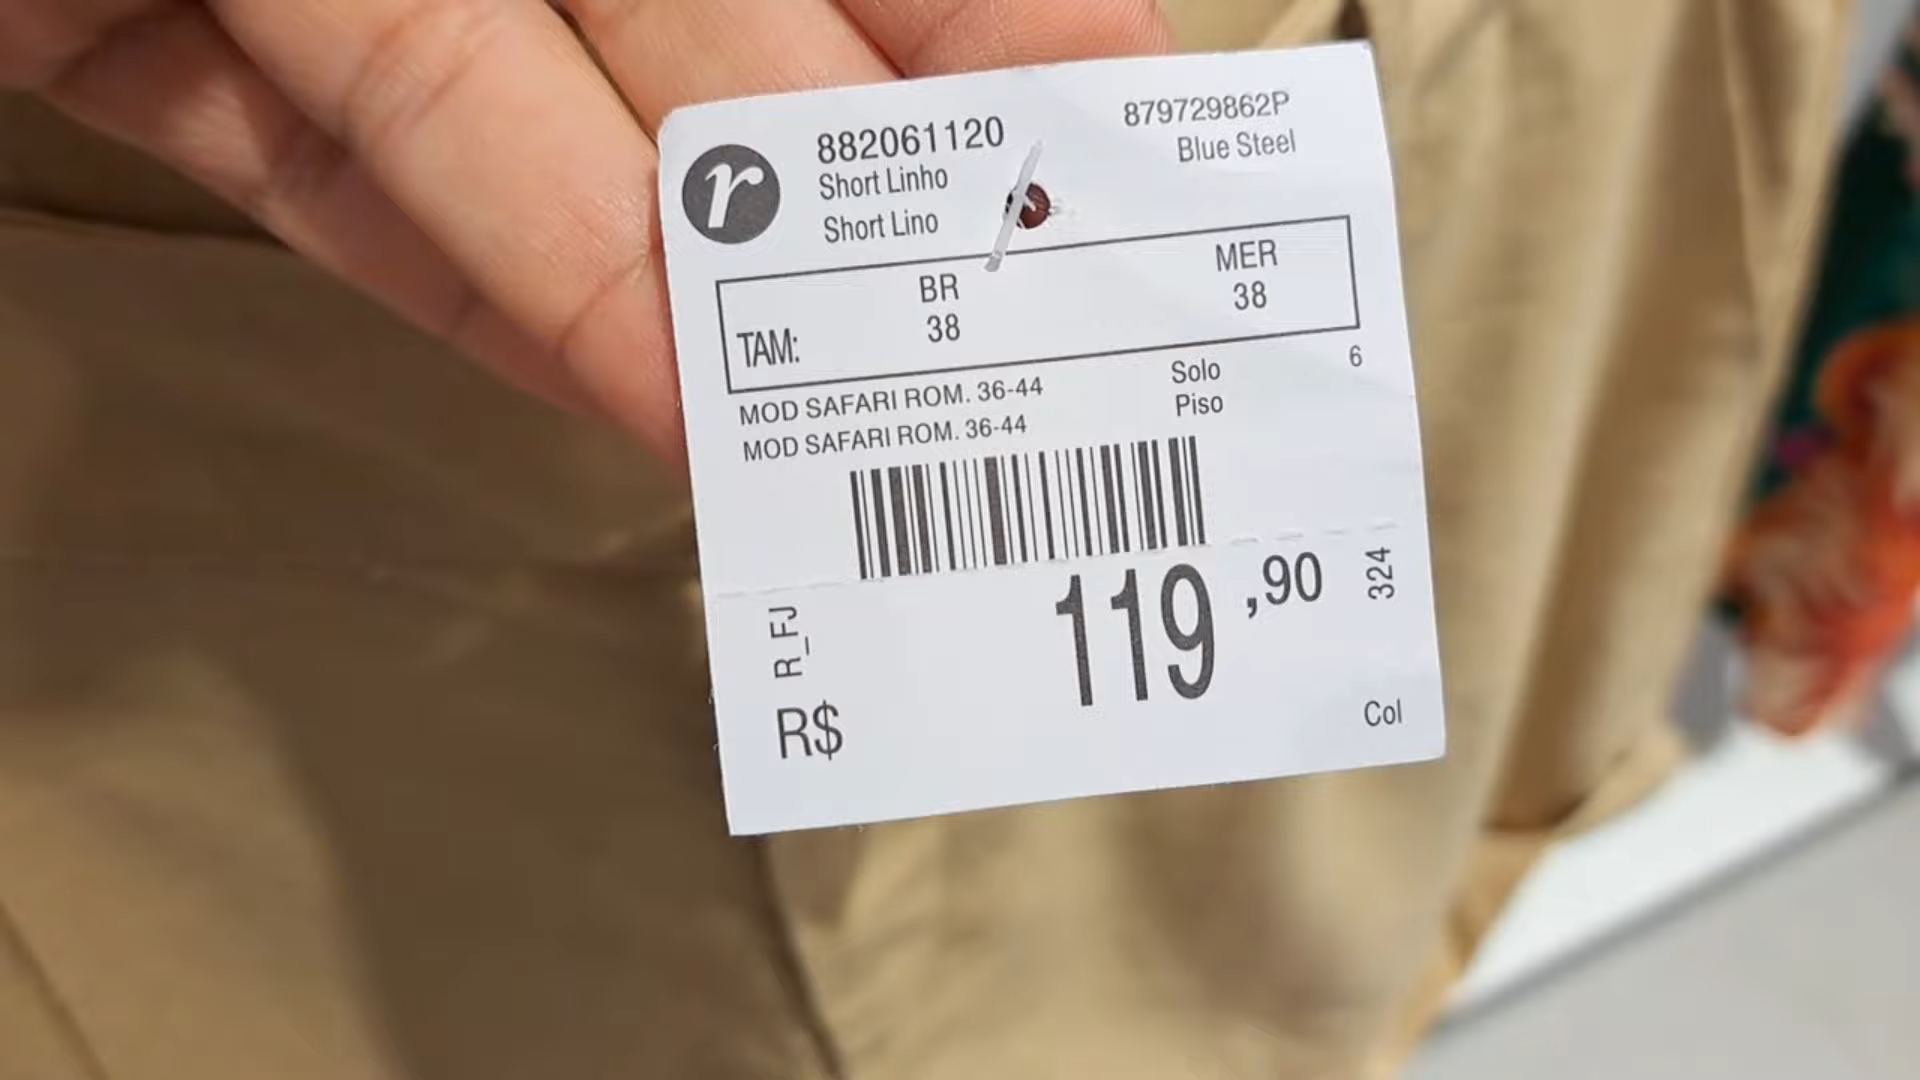 r
882061120
879729862P
Short Linho
Blue Steel
Short Lino
BR
MER
TAM:
38
38
MOD SAFARI ROM. 36-44
Solo
6
MOD SAFARI ROM. 36-44
Piso
R_FJ
119,90
324
R$
Col